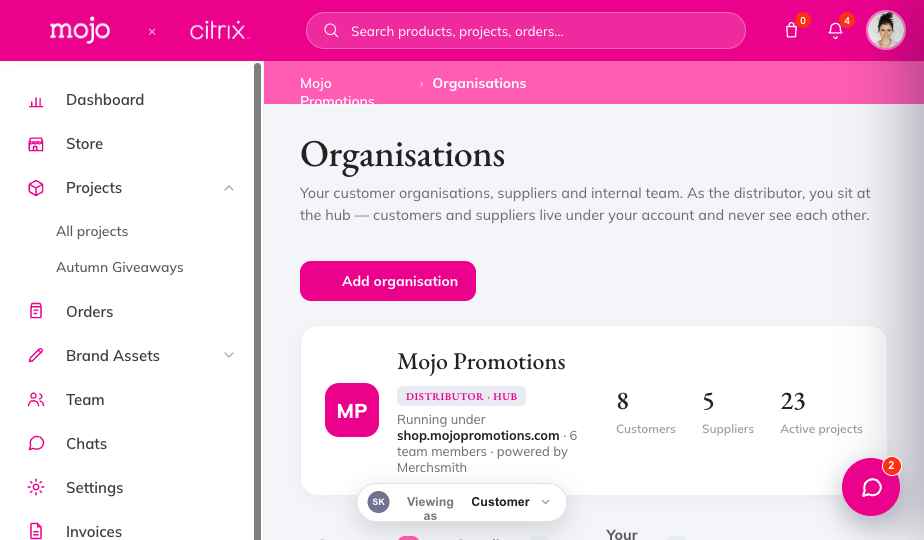 mojo × citrix
Search products, projects, orders...
0
4
Dashboard
Store
Projects
All projects
Autumn Giveaways
Orders
Brand Assets
Team
Chats
Settings
Invoices
Mojo
Promotions
› Organisations
Organisations
Your customer organisations, suppliers and internal team. As the distributor, you sit at
the hub — customers and suppliers live under your account and never see each other.
Add organisation
MP
Mojo Promotions
DISTRIBUTOR · HUB
Running under
shop.mojopromotions.com · 6
team members · powered by
Merchsmith
8
Customers
5
Suppliers
23
Active projects
2
SK
Viewing
as
Customer
Your